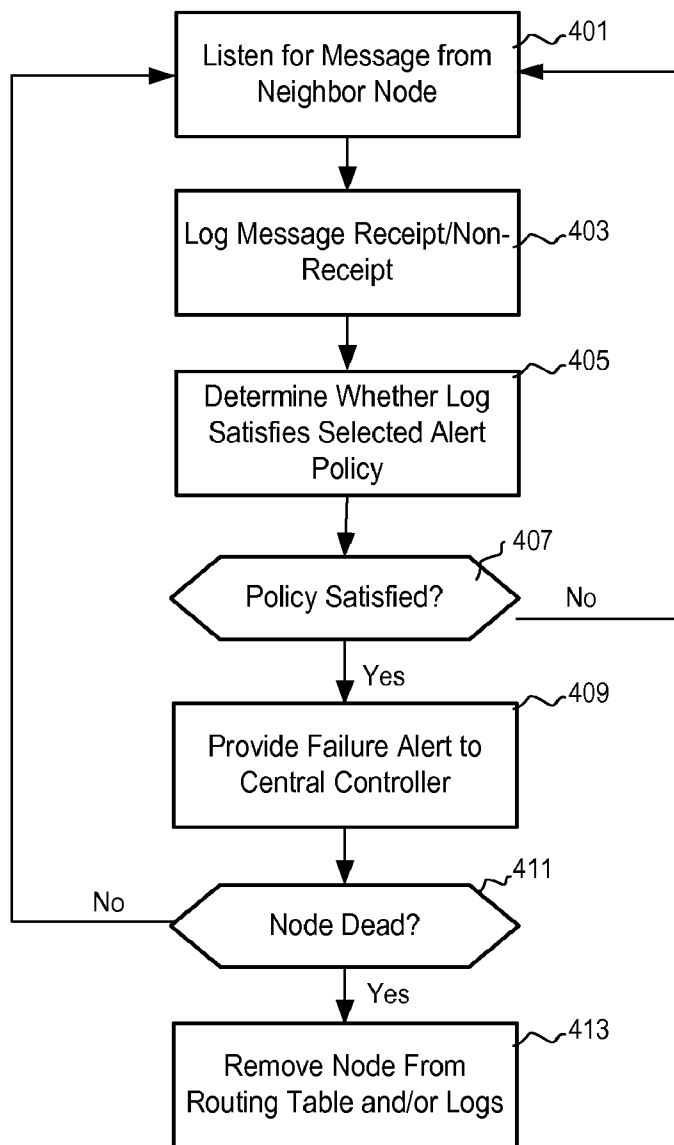 401
Listen for Message from
Neighbor Node
403
Log Message Receipt/Non-
Receipt
405
Determine Whether Log
Satisfies Selected Alert
Policy
407
Policy Satisfied?
No
Yes
409
Provide Failure Alert to
Central Controller
411
No
Node Dead?
Yes
413
Remove Node From
Routing Table and/or Logs